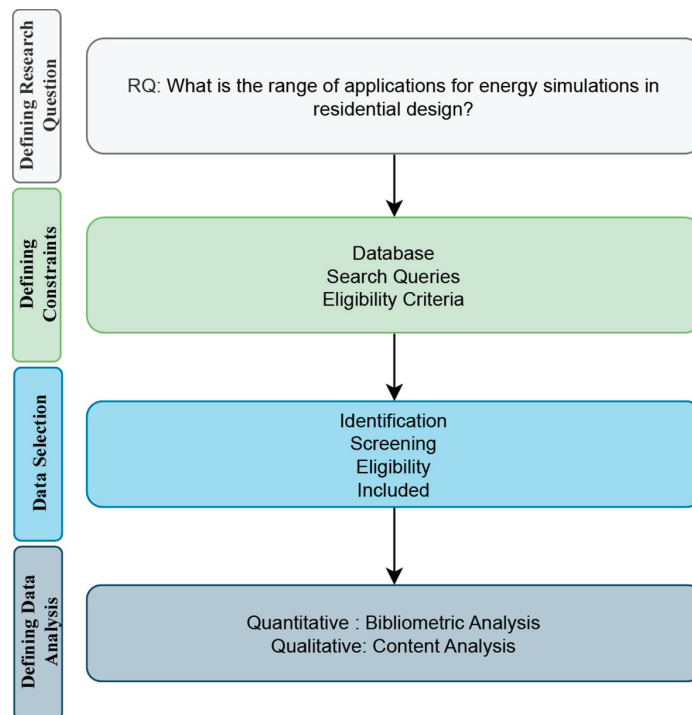 Defining Research
Question
RQ: What is the range of applications for energy simulations in
residential design?
Defining
Constraints
Database
Search Queries
Eligibility Criteria
Data Selection
Identification
Screening
Eligibility
Included
Defining Data
Analysis
Quantitative : Bibliometric Analysis
Qualitative: Content Analysis